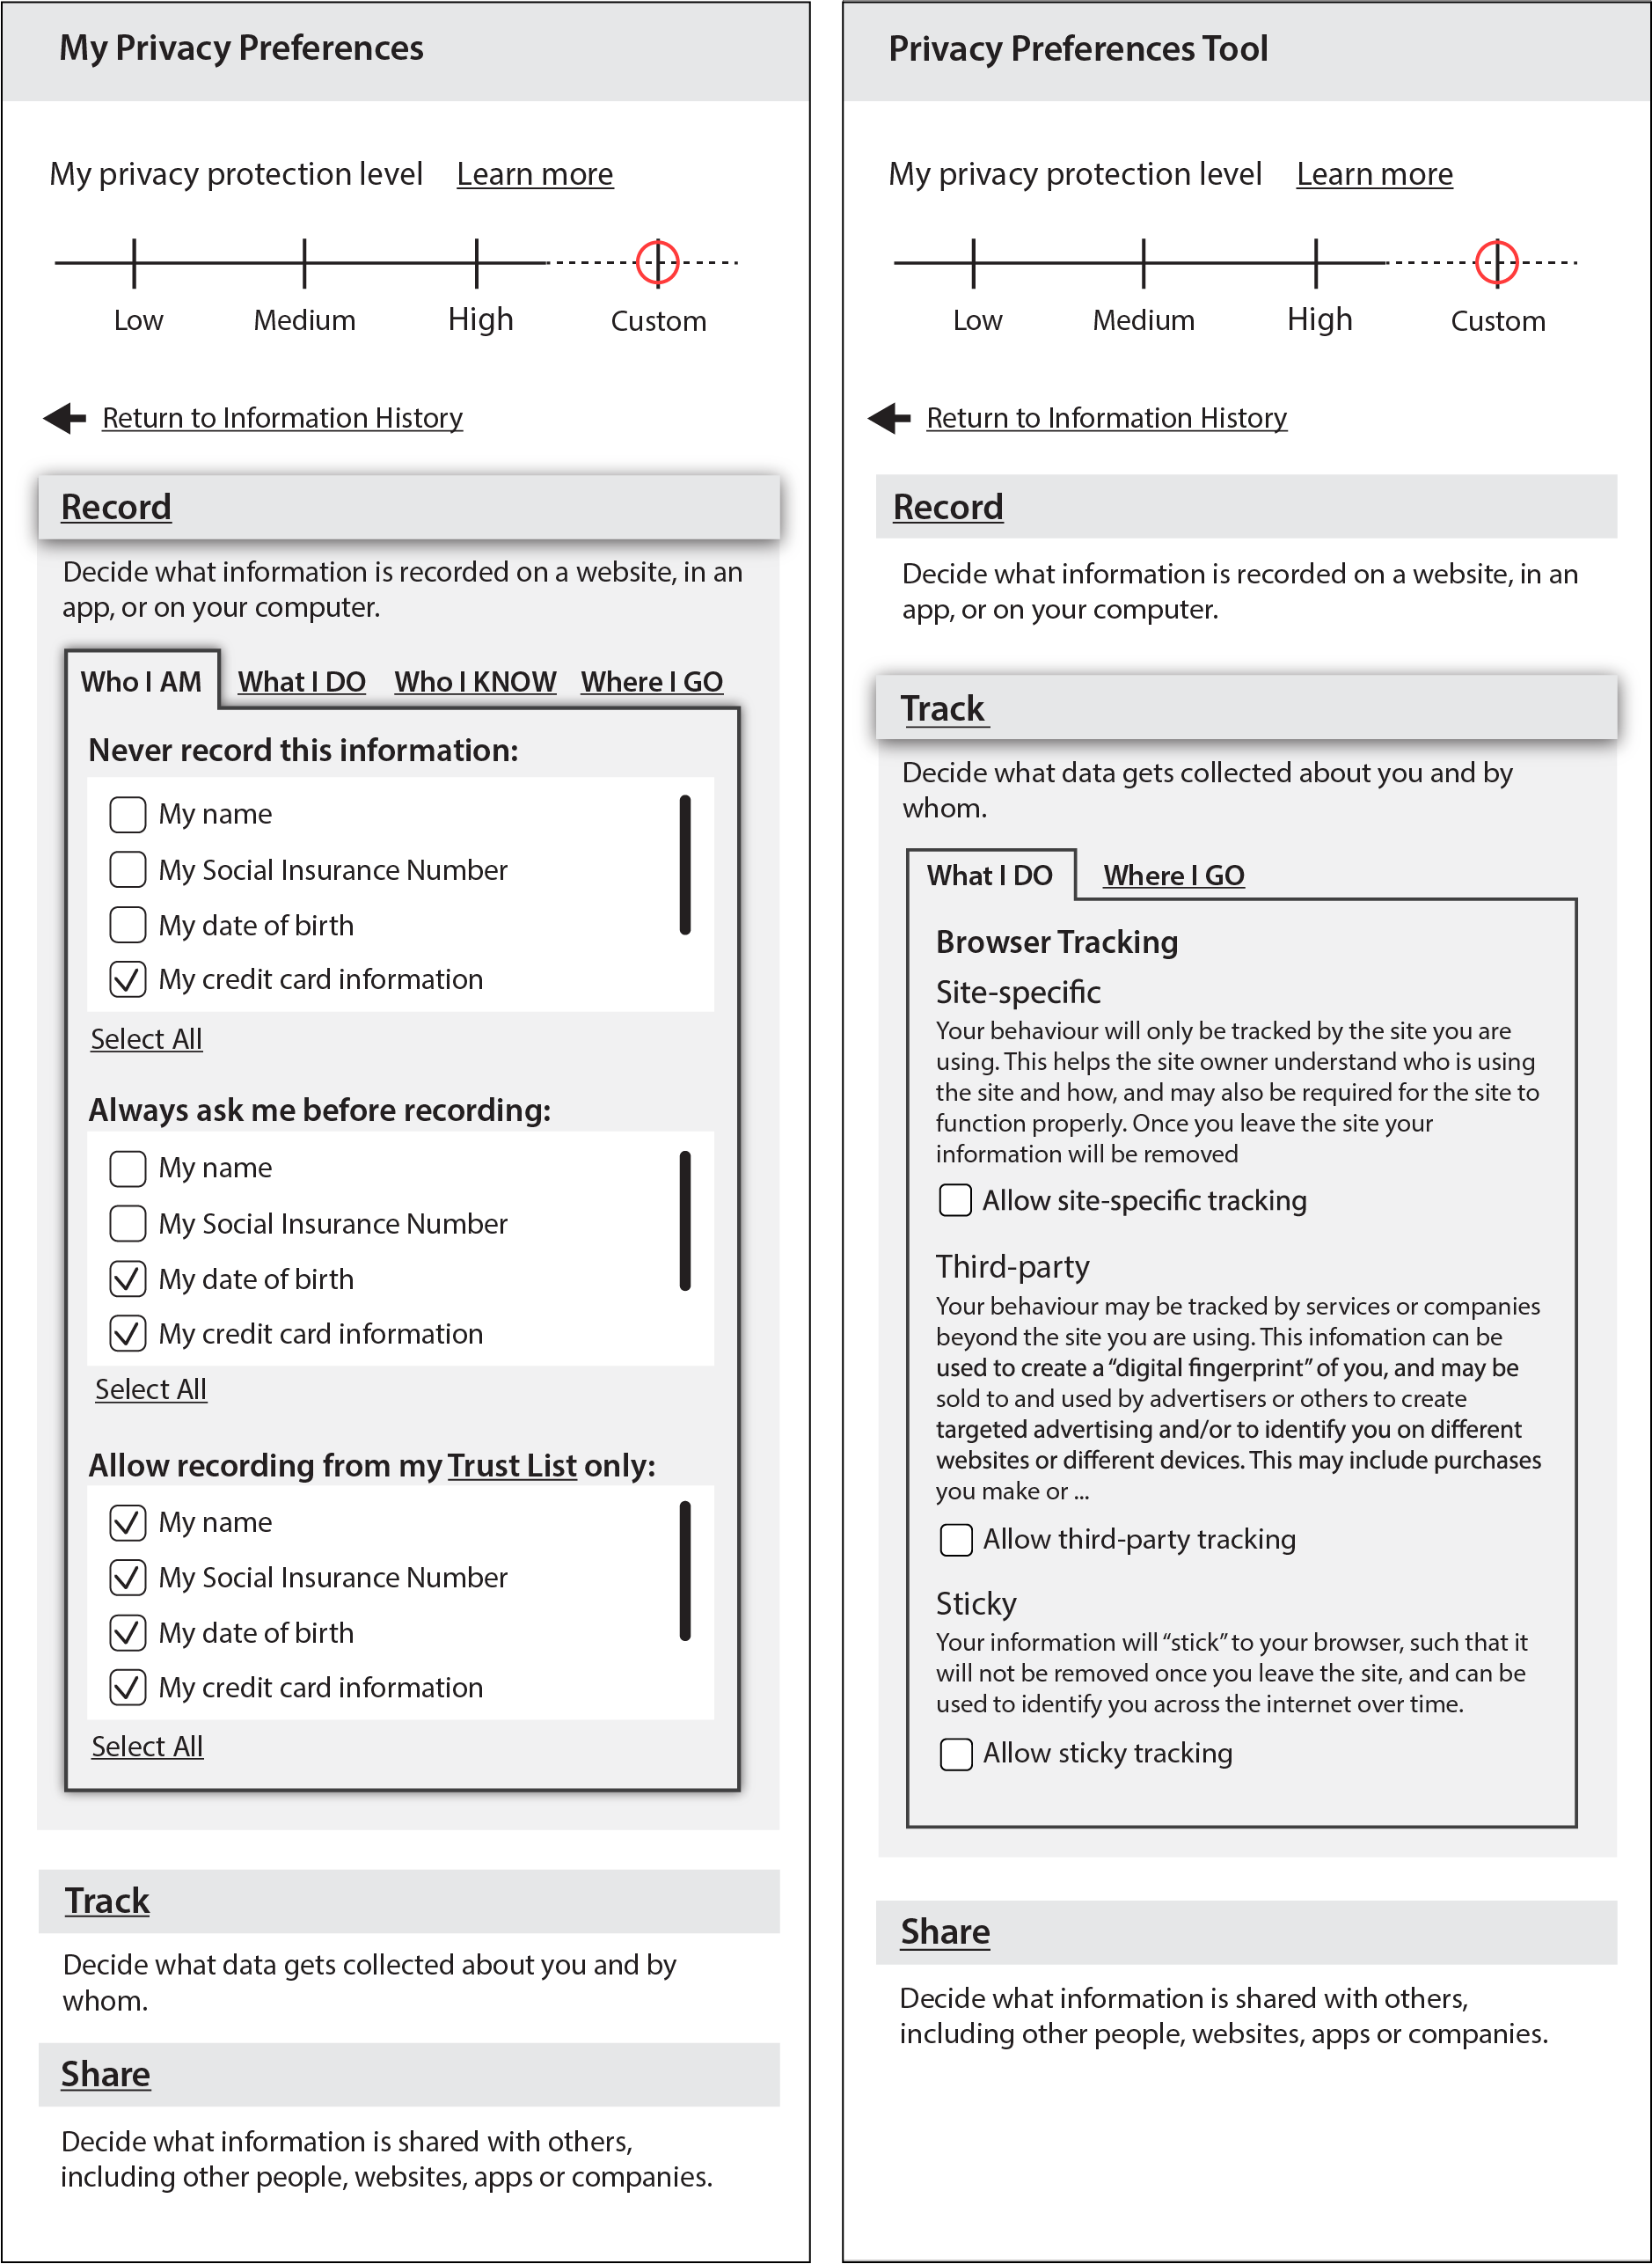 My Privacy Preferences
My privacy protection level Learn more
Low Medium High Custom
Return to Information History
Record
Decide what information is recorded on a website, in an
app, or on your computer.
Who I AM What I DO Who I KNOW Where I GO
Never record this information:
My name
My Social Insurance Number
My date of birth
My credit card information
Select All
Always ask me before recording:
My name
My Social Insurance Number
My date of birth
My credit card information
Select All
Allow recording from my Trust List only:
My name
My Social Insurance Number
My date of birth
My credit card information
Select All
Track
Decide what data gets collected about you and by
whom.
Share
Decide what information is shared with others,
including other people, websites, apps or companies.
Privacy Preferences Tool
My privacy protection level Learn more
Low Medium High Custom
Return to Information History
Record
Decide what information is recorded on a website, in an
app, or on your computer.
Track
Decide what data gets collected about you and by
whom.
What I DO Where I GO
Browser Tracking
Site-specific
Your behaviour will only be tracked by the site you are
using. This helps the site owner understand who is using
the site and how, and may also be required for the site to
function properly. Once you leave the site your
information will be removed
Allow site-specific tracking
Third-party
Your behaviour may be tracked by services or companies
beyond the site you are using. This infomation can be
used to create a “digital fingerprint” of you, and may be
sold to and used by advertisers or others to create
targeted advertising and/or to identify you on different
websites or different devices. This may include purchases
you make or ...
Allow third-party tracking
Sticky
Your information will “stick” to your browser, such that it
will not be removed once you leave the site, and can be
used to identify you across the internet over time.
Allow sticky tracking
Share
Decide what information is shared with others,
including other people, websites, apps or companies.